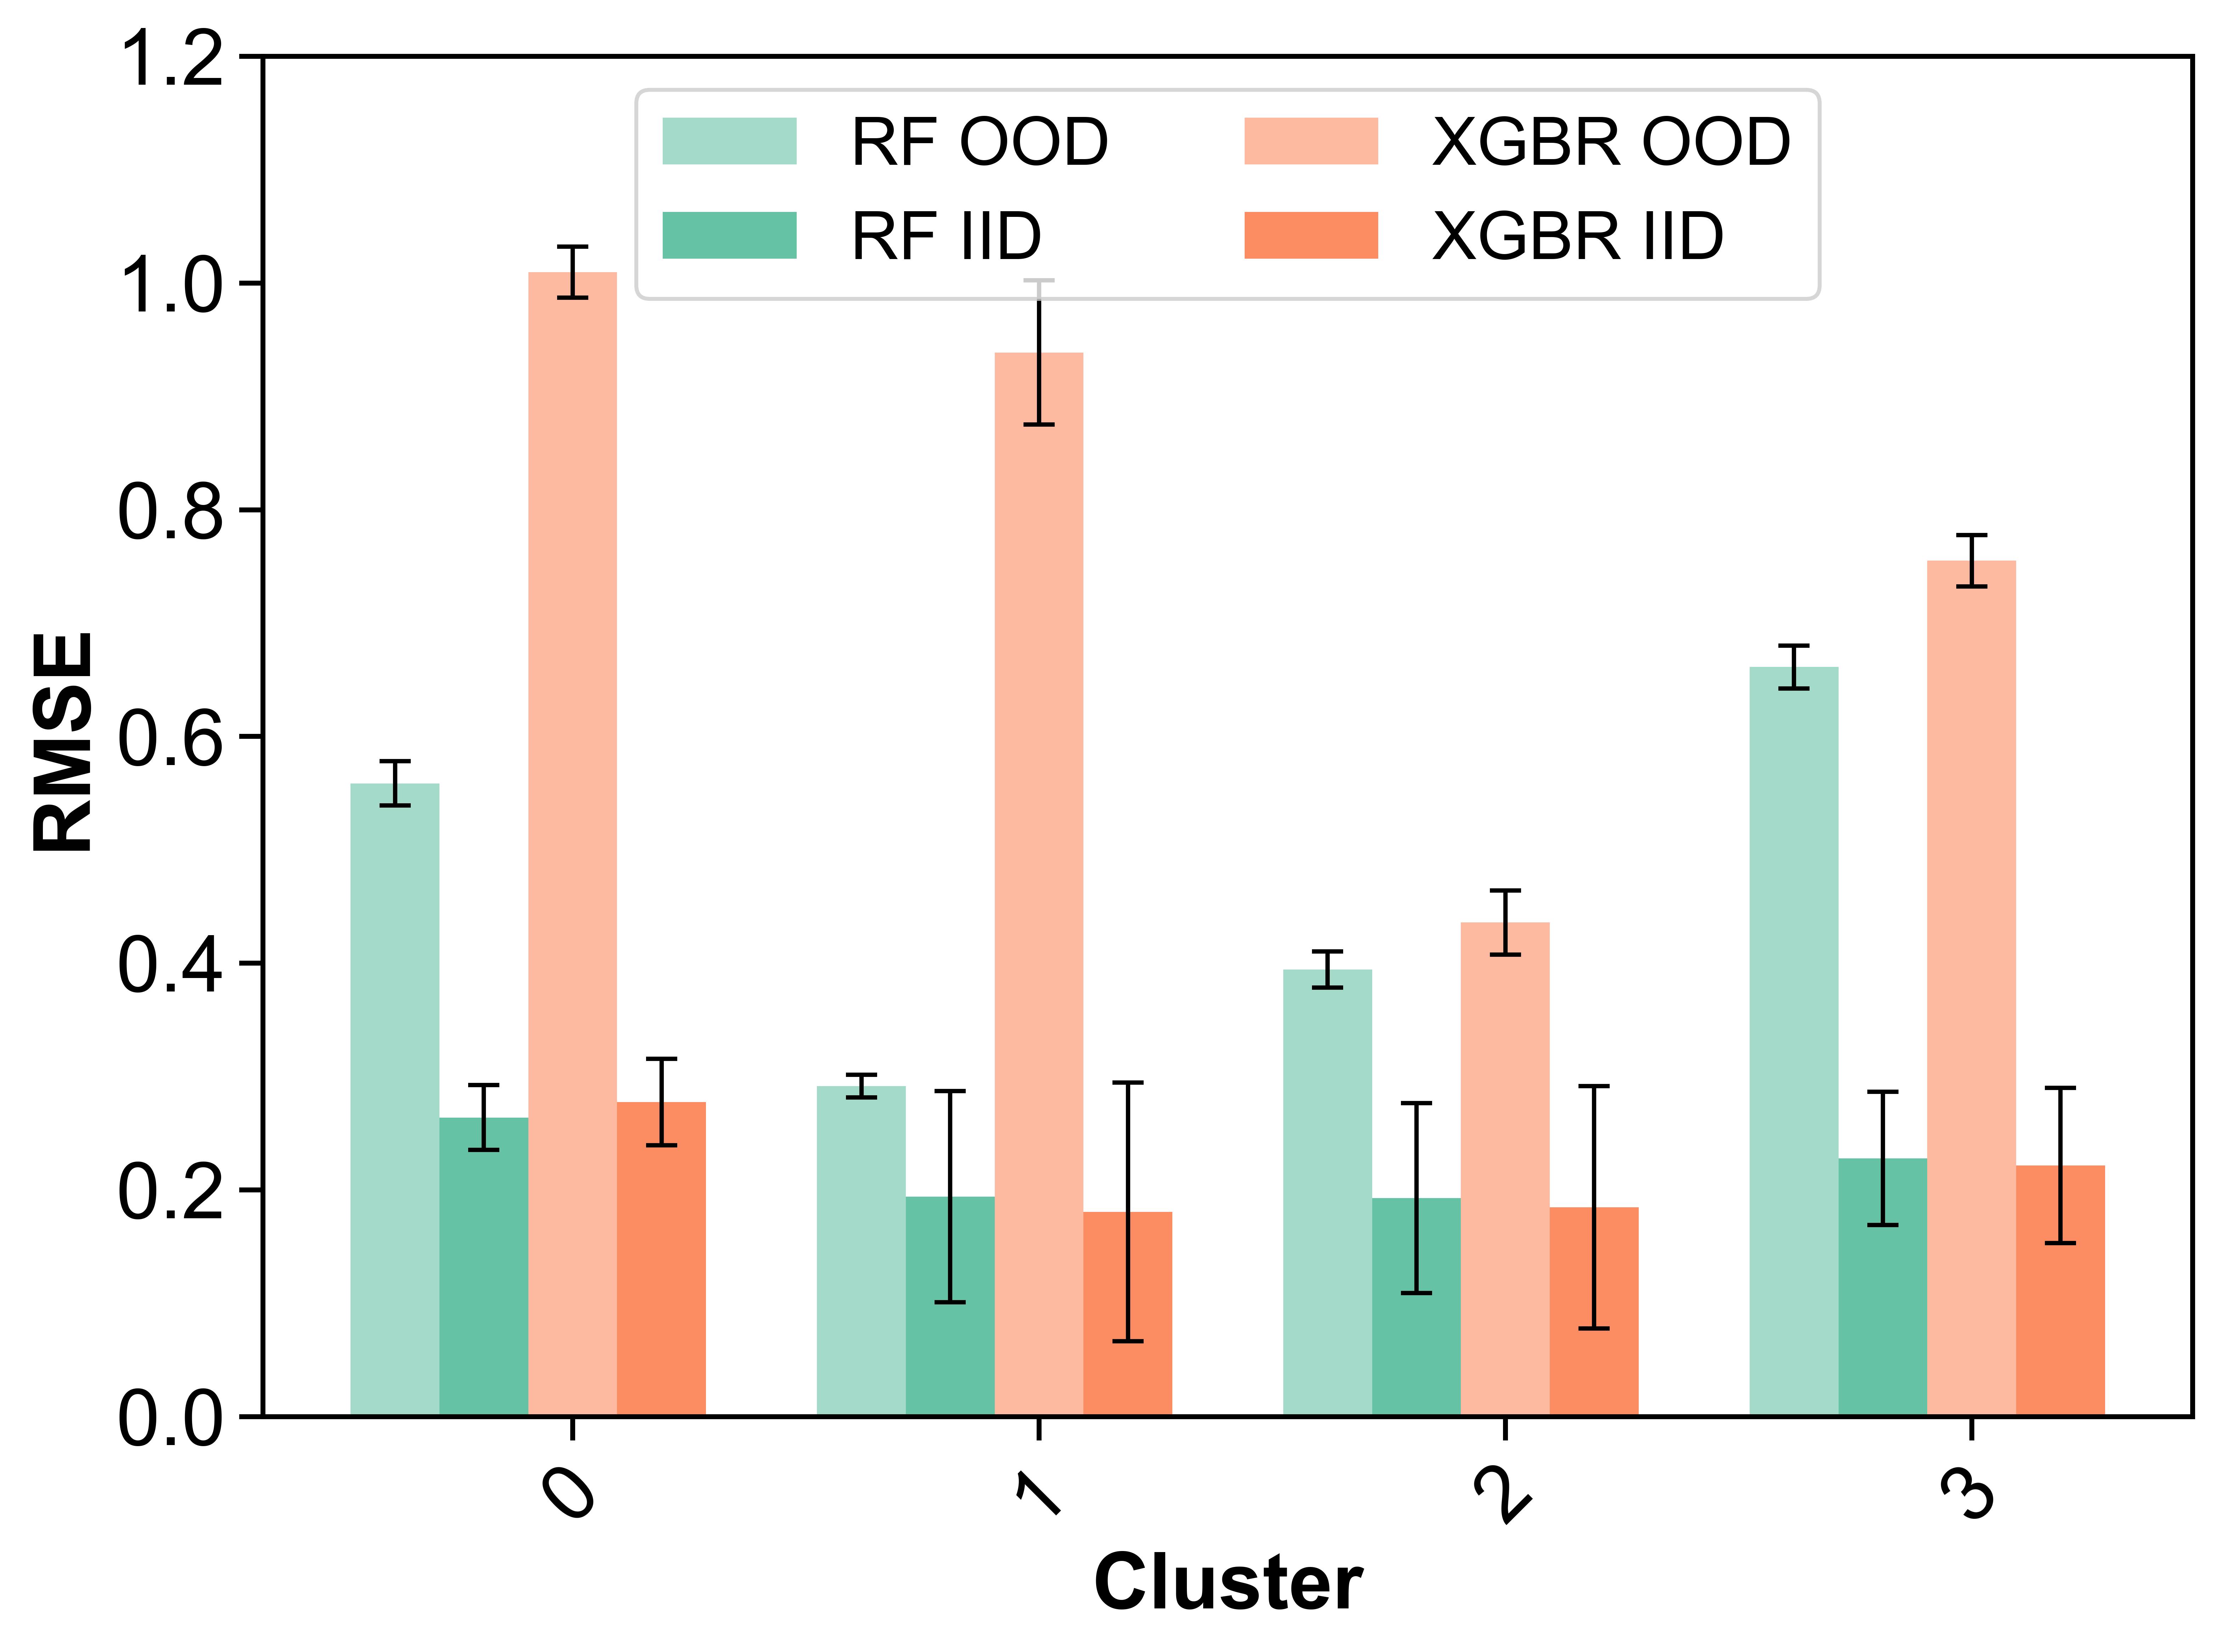 1.2
1.0
0.8
0.6
0.4
0.2
0.0
RMSE
RF OOD
RF IID
XGBR OOD
XGBR IID
0
1
2
3
Cluster